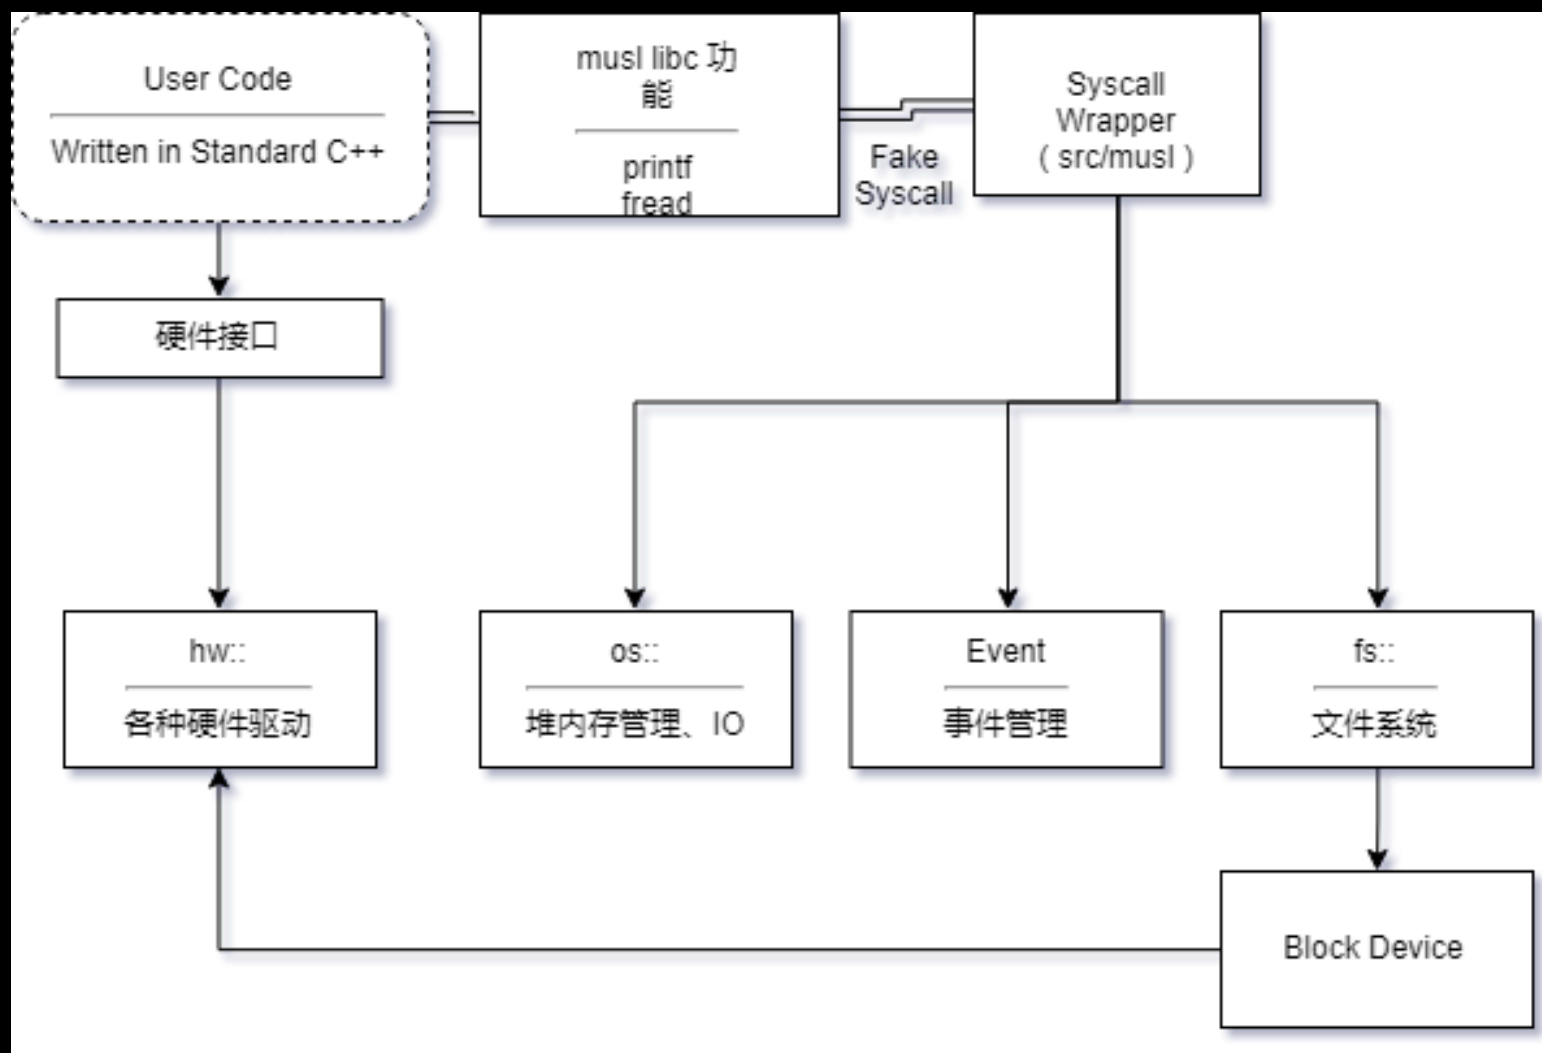 User Code
Written in Standard C++
musl libc 功
能
printf
fread
Fake
Syscall
Syscall
Wrapper
( src/musl )
硬件接口
hw::
各种硬件驱动
os::
堆内存管理、IO
Event
事件管理
fs::
文件系统
Block Device